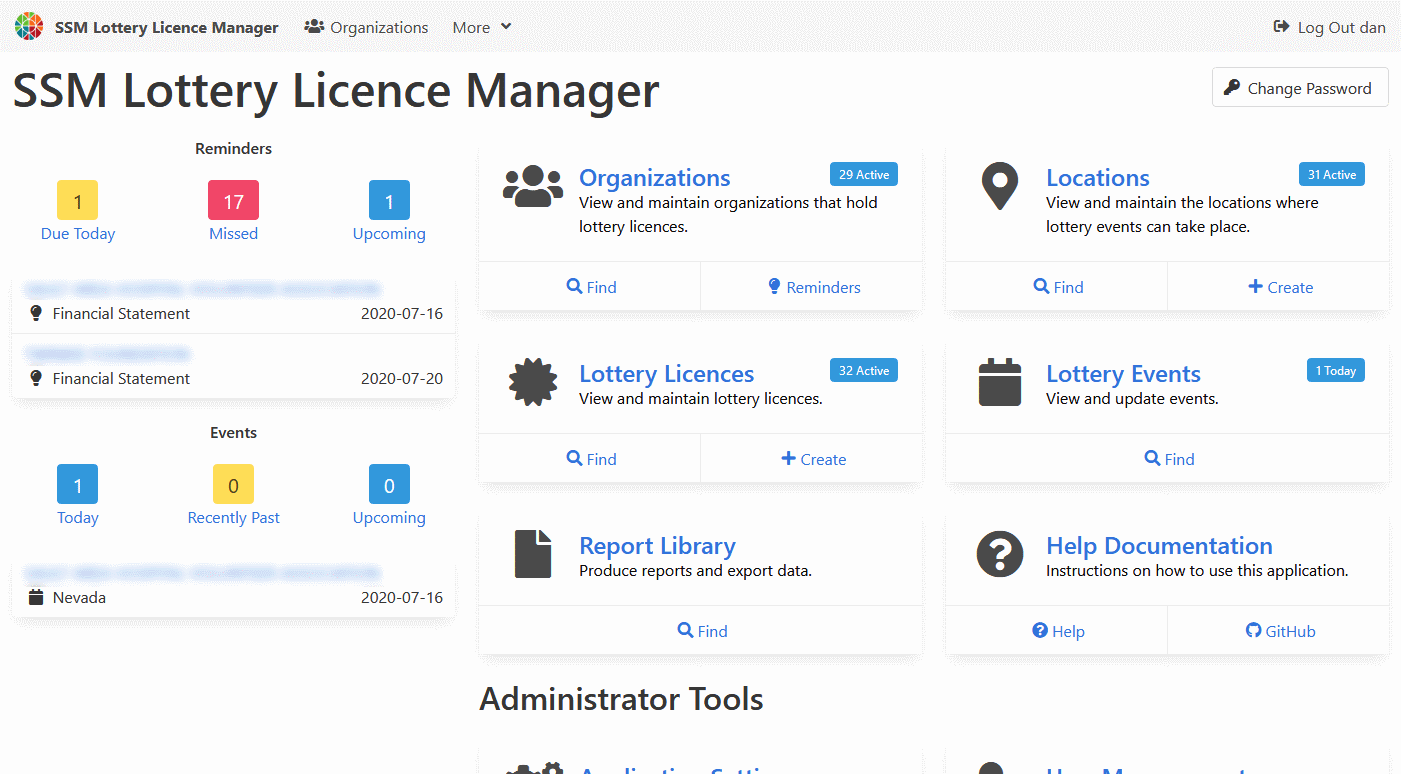 SSM Lottery Licence Manager
Organizations
More
Log Out dan
SSM Lottery Licence Manager
Change Password
Reminders
1
17
1
Due Today
Missed
Upcoming
Financial Statement 2020-07-16
Financial Statement 2020-07-20
Events
1
0
0
Today
Recently Past
Upcoming
Nevada 2020-07-16
Organizations
29 Active
View and maintain organizations that hold
lottery licences.
Find
Reminders
Locations
31 Active
View and maintain the locations where
lottery events can take place.
Find
Create
Lottery Licences
32 Active
View and maintain lottery licences.
Find
Create
Lottery Events
1 Today
View and update events.
Find
Report Library
Produce reports and export data.
Find
Help Documentation
Instructions on how to use this application.
Help
GitHub
Administrator Tools